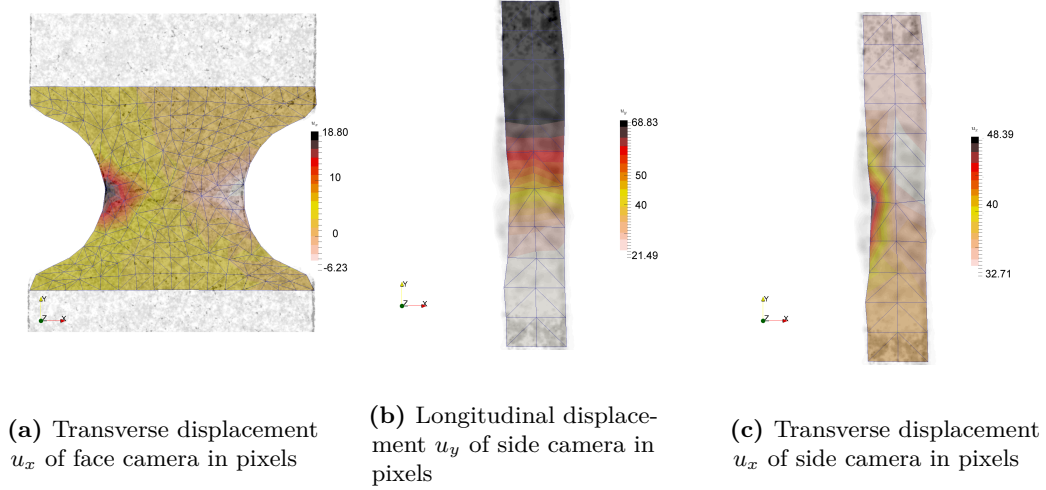 u_x
18.80
10
0
-6.23
Y
Z
X
u_y
68.83
50
40
21.49
Y
Z
X
u_x
48.39
40
32.71
Y
Z
X
(a) Transverse displacement
u_x of face camera in pixels
(b) Longitudinal displace-
ment u_y of side camera in
pixels
(c) Transverse displacement
u_x of side camera in pixels